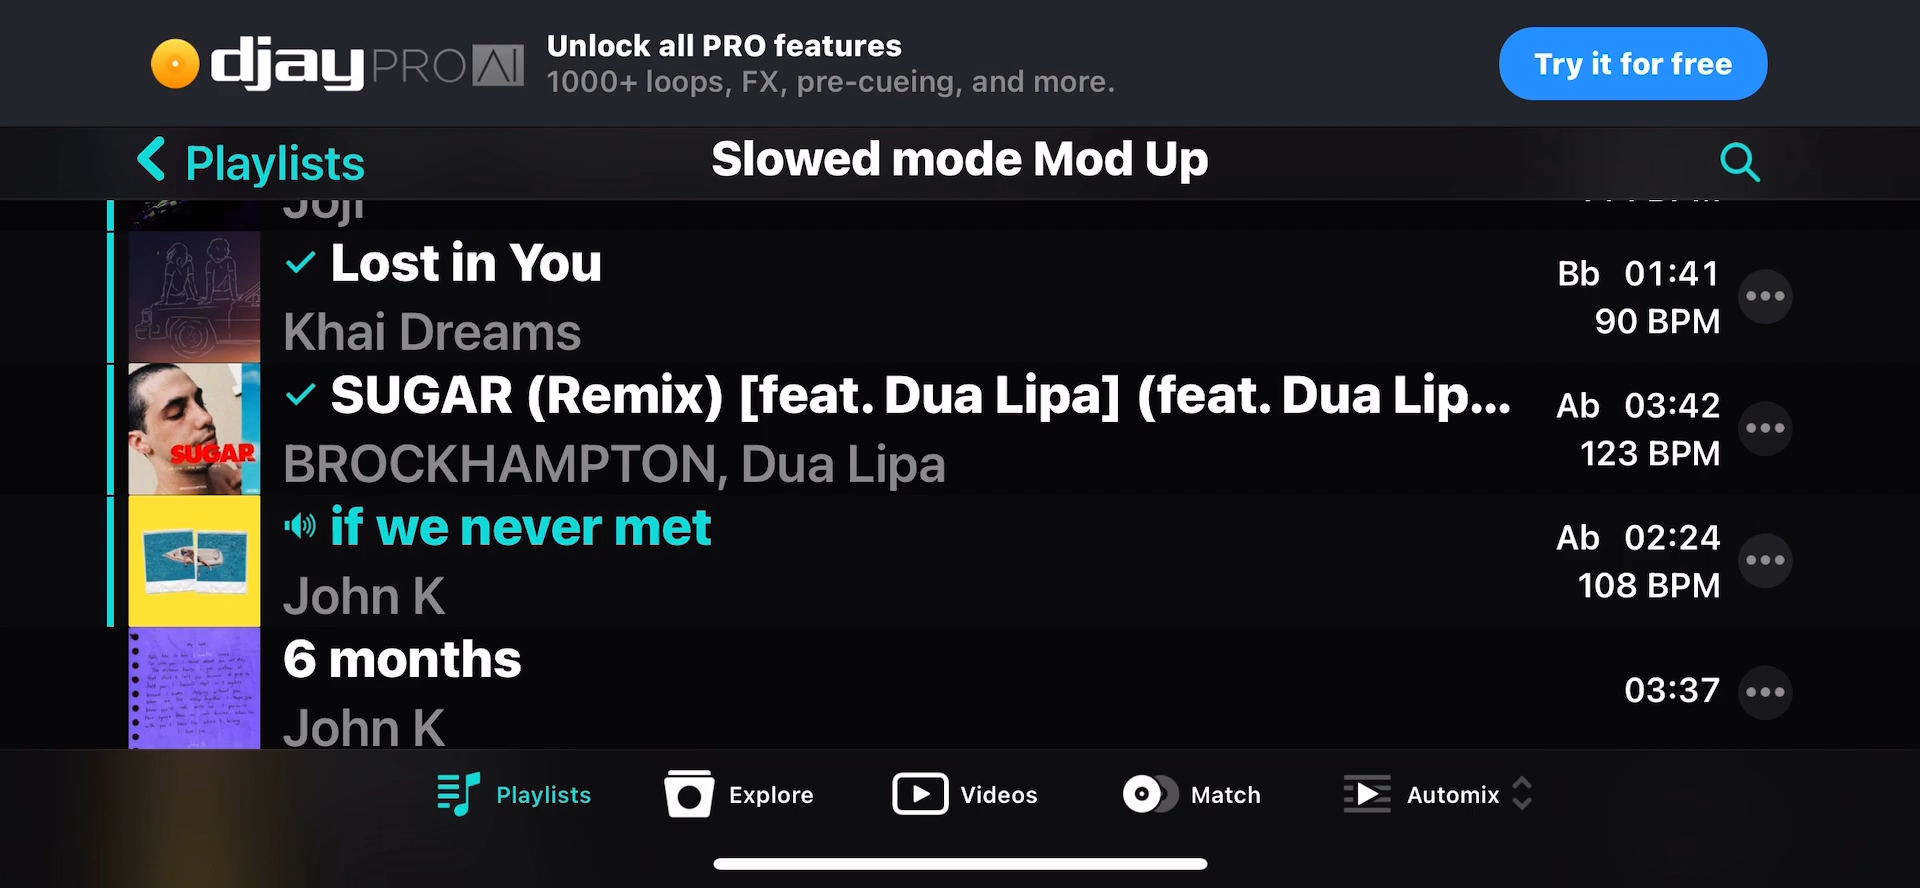 djay PRO AI
Unlock all PRO features
1000+ loops, FX, pre-cueing, and more.
Try it for free
Playlists
Slowed mode Mod Up
Joji
Lost in You
Khai Dreams
Bb 01:41
90 BPM
SUGAR (Remix) [feat. Dua Lipa] (feat. Dua Lip...
BROCKHAMPTON, Dua Lipa
Ab 03:42
123 BPM
SUGAR
if we never met
John K
Ab 02:24
108 BPM
6 months
John K
03:37
Playlists
Explore
Videos
Match
Automix